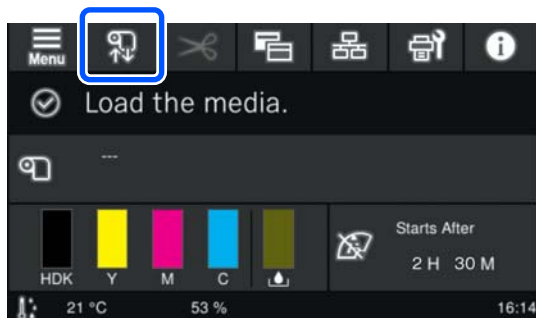 Menu
Load the media.
---
HDK Y M C
Starts After
2 H 30 M
21 °C 53 % 16:14